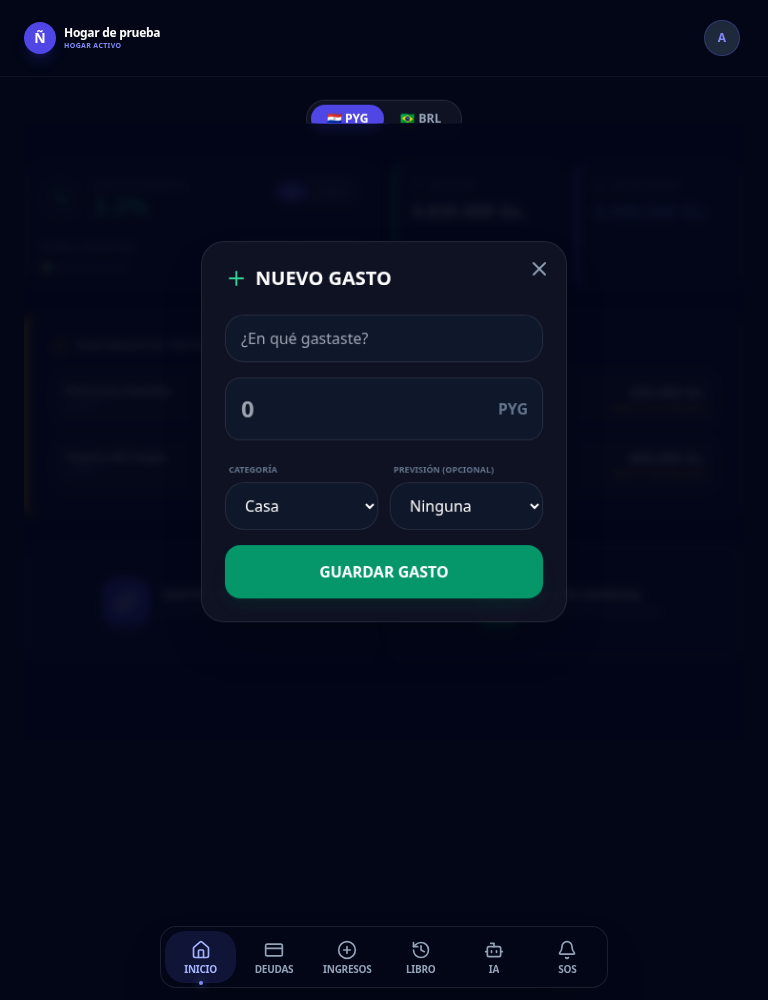 Ñ
Hogar de prueba
HOGAR ACTIVO
A
🇵🇾 PYG
🇧🇷 BRL
NUEVO GASTO
¿En qué gastaste?
0
PYG
CATEGORÍA
PREVISIÓN (OPCIONAL)
Casa
Ninguna
GUARDAR GASTO
INICIO
DEUDAS
INGRESOS
LIBRO
IA
SOS